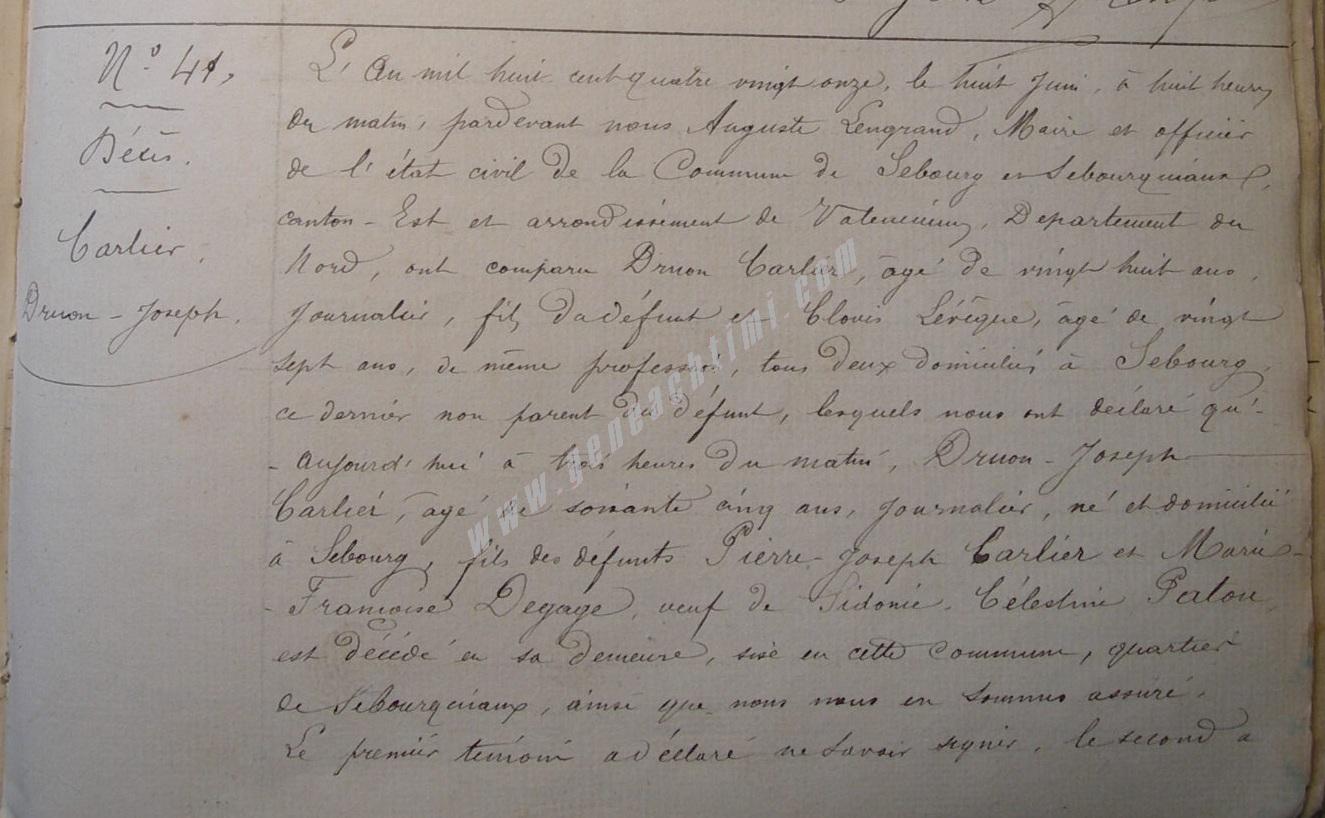 N° 41,
Décès.
Carlier,
Druon - Joseph.
L'an mil huit cent quatre vingt onze, le huit Juin, à huit heures
du matin, pardevant nous Auguste Lengrand, Maire et officier
de l'état civil de la Commune de Sebourg et Sebourquiaux,
canton - Est et arrondissement de Valenciennes, Departement du
Nord, ont comparu Druon Carlier, âgé de vingt huit ans,
journalier, fils du défunt et Clovis Lévêque, âgé de vingt
sept ans, de même profession, tous deux domiciliés à Sebourg,
ce dernier non parent du défunt, lesquels nous ont déclaré qu'-
- aujourd'hui à trois heures du matin, Druon - Joseph
Carlier, âgé de soixante cinq ans, journalier, né et domicilié
à Sebourg, fils des défunts Pierre - Joseph Carlier et Marie -
- Françoise Degage, veuf de Sidonie - Célestine Patou,
est décédé en sa demeure, sise en cette commune, quartier
de Sebourquiaux, ainsi que nous nous en sommes assuré.
Le premier témoin a déclaré ne savoir signer, le second a
www.geneachtimi.com